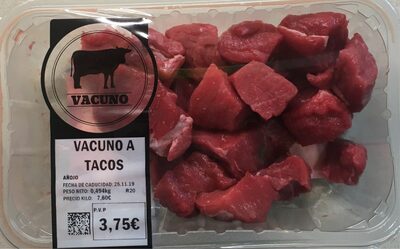 VACUNO
VACUNO A
TACOS
AÑOJO
FECHA DE CADUCIDAD: 25.11.19
PESO NETO: 0,494kg R20
PRECIO KILO: 7,60€
P.V.P
3,75€